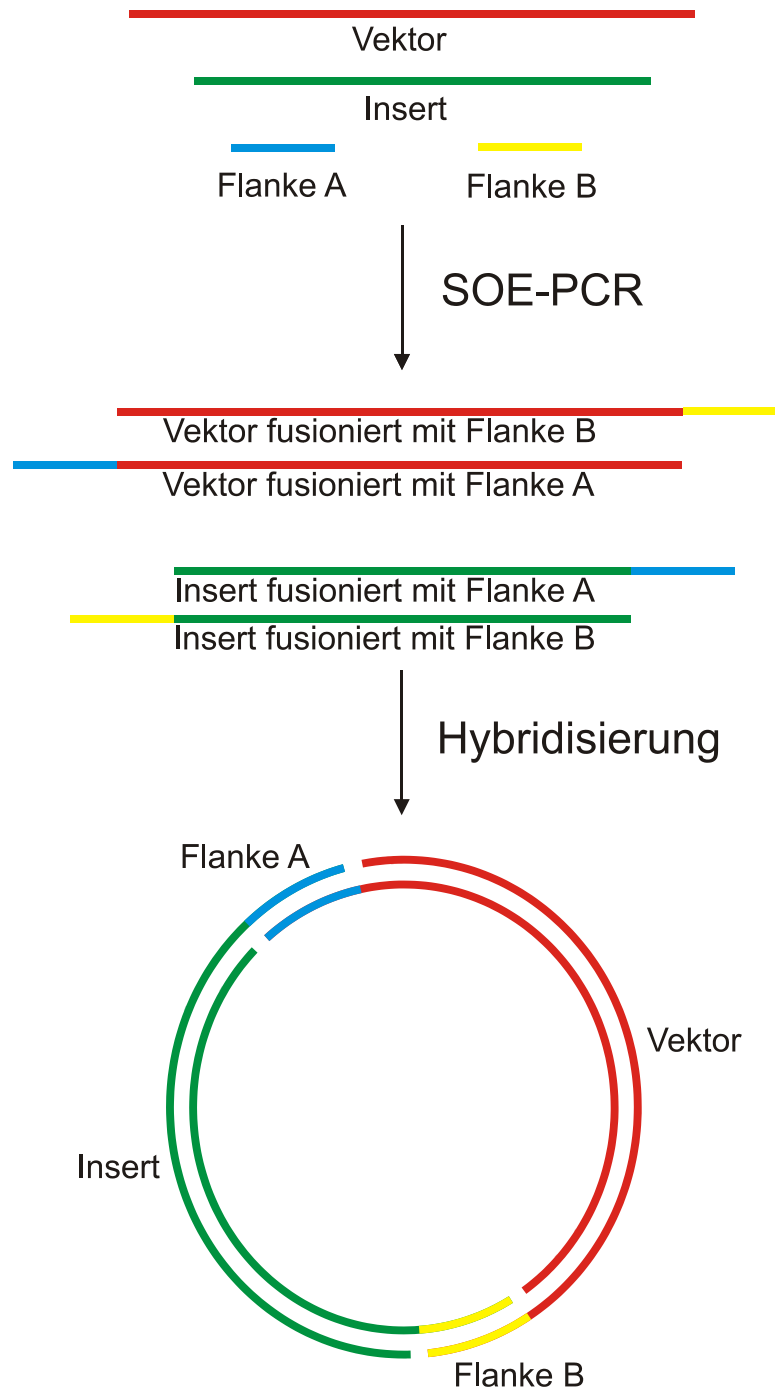 Vektor
Insert
Flanke A
Flanke B
SOE-PCR
Vektor fusioniert mit Flanke B
Vektor fusioniert mit Flanke A
Insert fusioniert mit Flanke A
Insert fusioniert mit Flanke B
Hybridisierung
Flanke A
Vektor
Insert
Flanke B